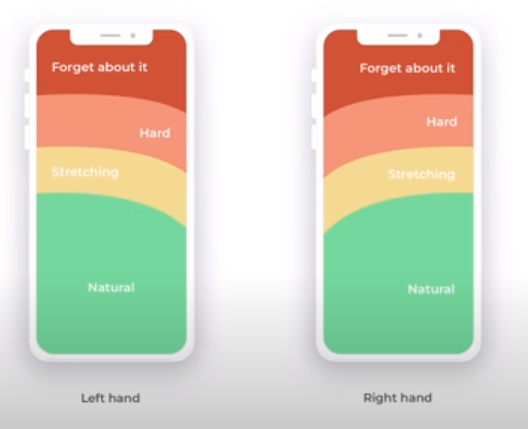 Forget about it
Hard
Stretching
Natural
Left hand
Forget about it
Hard
Stretching
Natural
Right hand